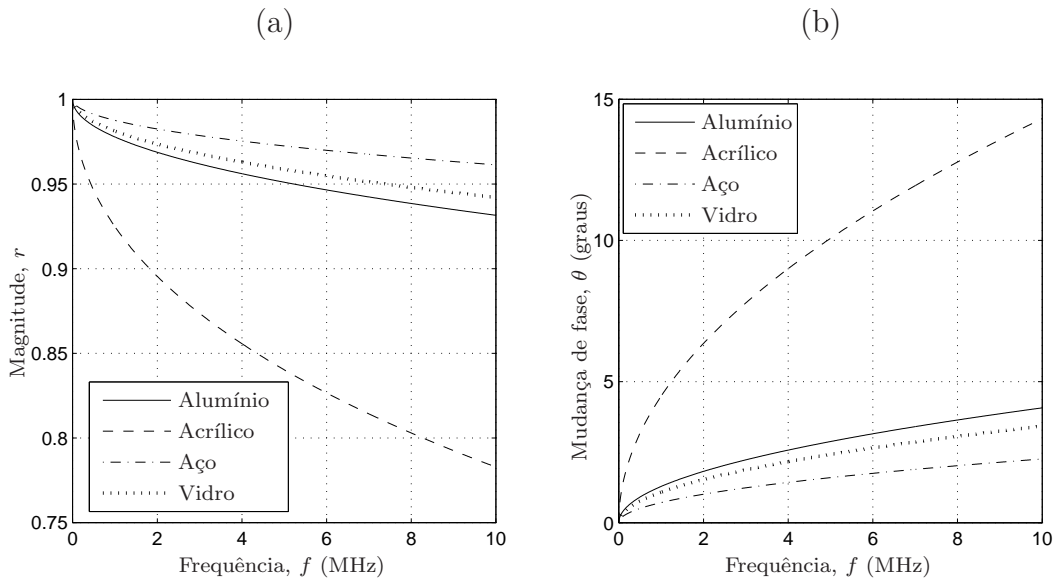 (a)
1
0.95
0.9
0.85
0.8
0.75
Magnitude, r
Alumínio
Acrílico
Aço
Vidro
0 2 4 6 8 10
Frequência, f (MHz)
(b)
15
10
5
0
Mudança de fase, θ (graus)
Alumínio
Acrílico
Aço
Vidro
0 2 4 6 8 10
Frequência, f (MHz)